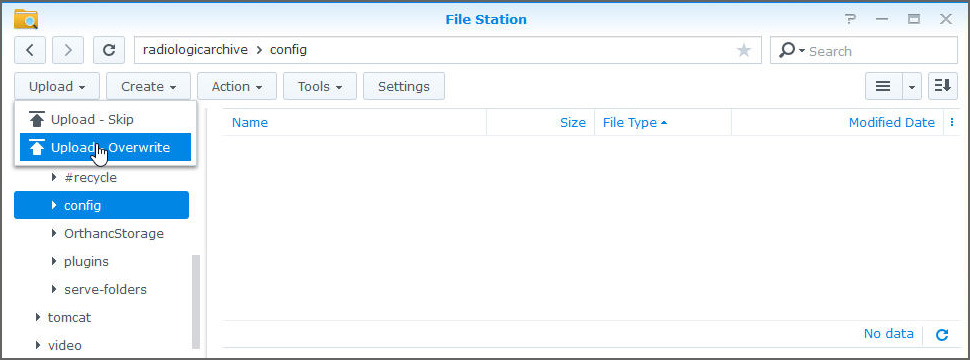 File Station
?
radiologicarchive > config
Search
Upload Create Action Tools Settings
Upload - Skip
Upload - Overwrite
Name Size File Type Modified Date
#recycle
config
OrthancStorage
plugins
serve-folders
tomcat
video
No data